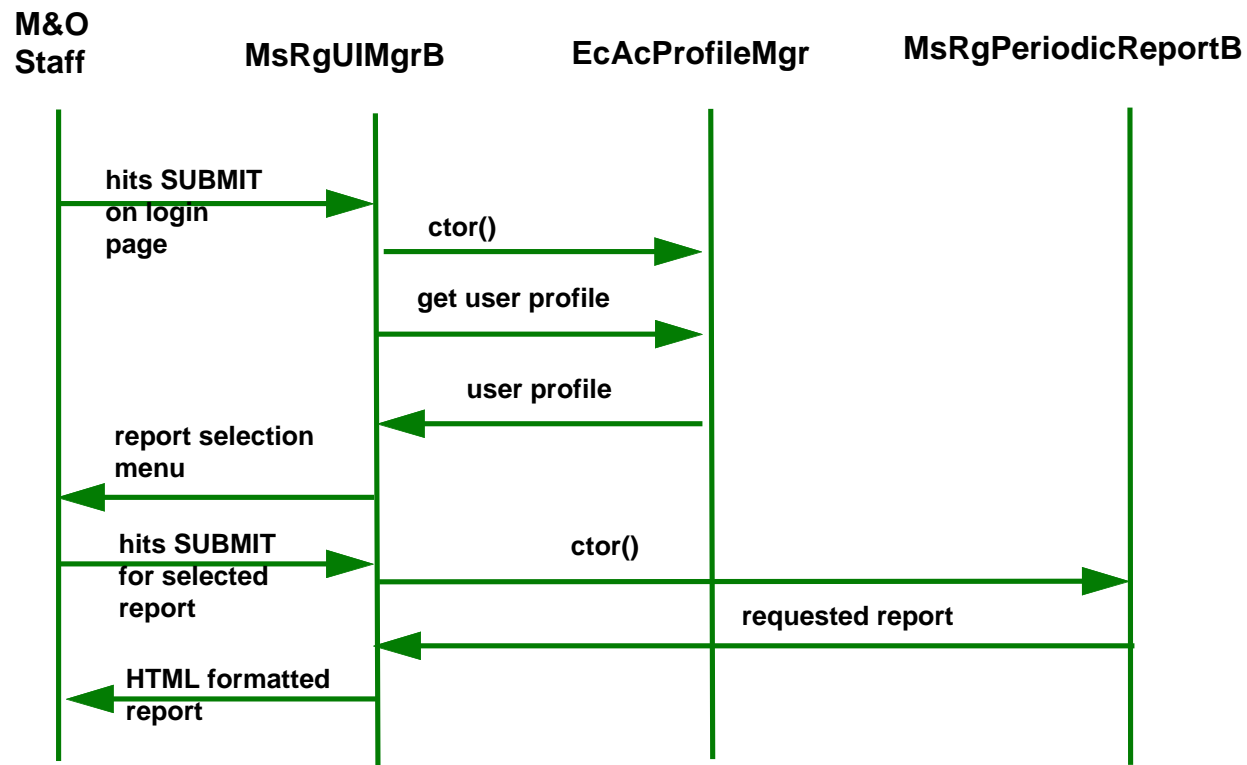 M&O
Staff
MsRgUIMgrB
EcAcProfileMgr
MsRgPeriodicReportB
hits SUBMIT
on login
page
ctor()
get user profile
user profile
report selection
menu
hits SUBMIT
for selected
report
ctor()
requested report
HTML formatted
report